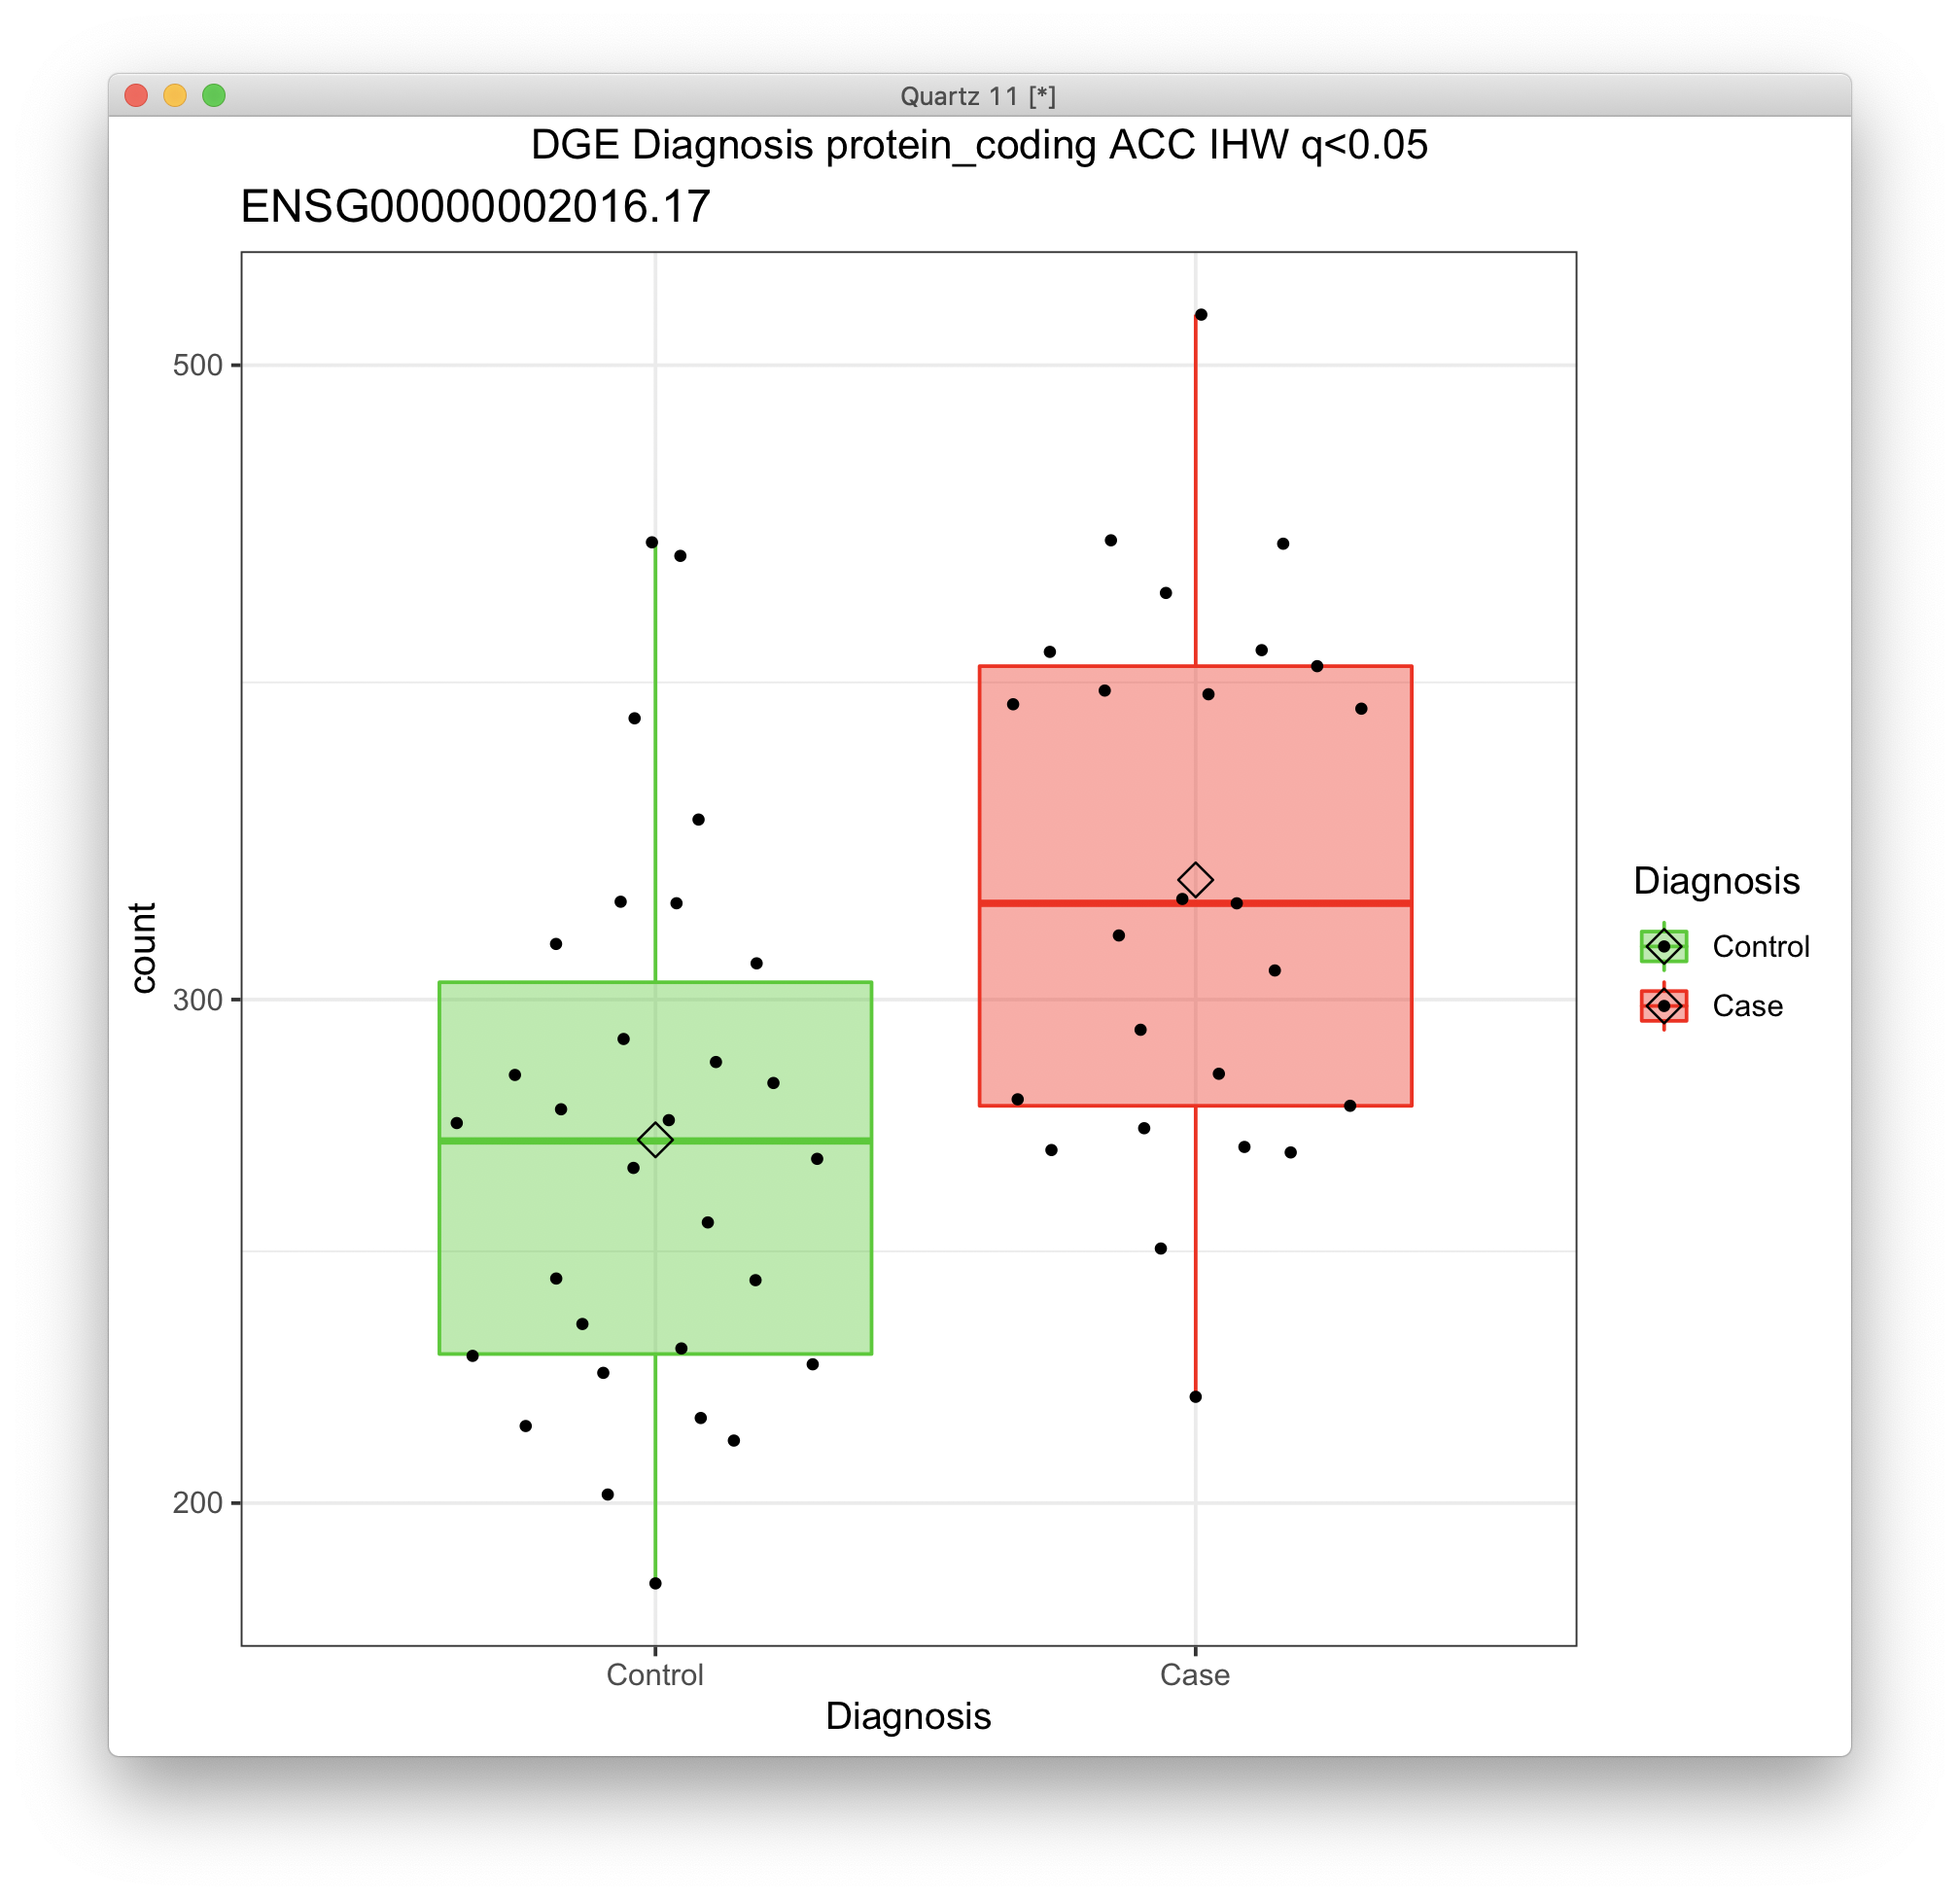 Quartz 11 [*]
DGE Diagnosis protein_coding ACC IHW q<0.05
ENSG00000002016.17
500
300
200
count
Control
Case
Diagnosis
Diagnosis
Control
Case